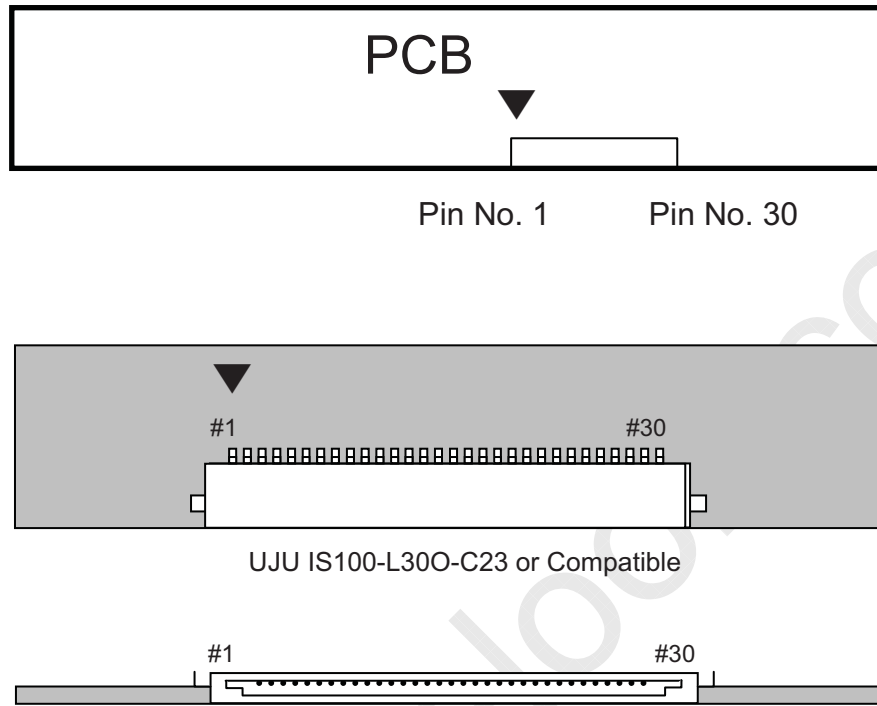 PCB
Pin No. 1 Pin No. 30
#1 #30
UJU IS100-L30O-C23 or Compatible
#1 #30